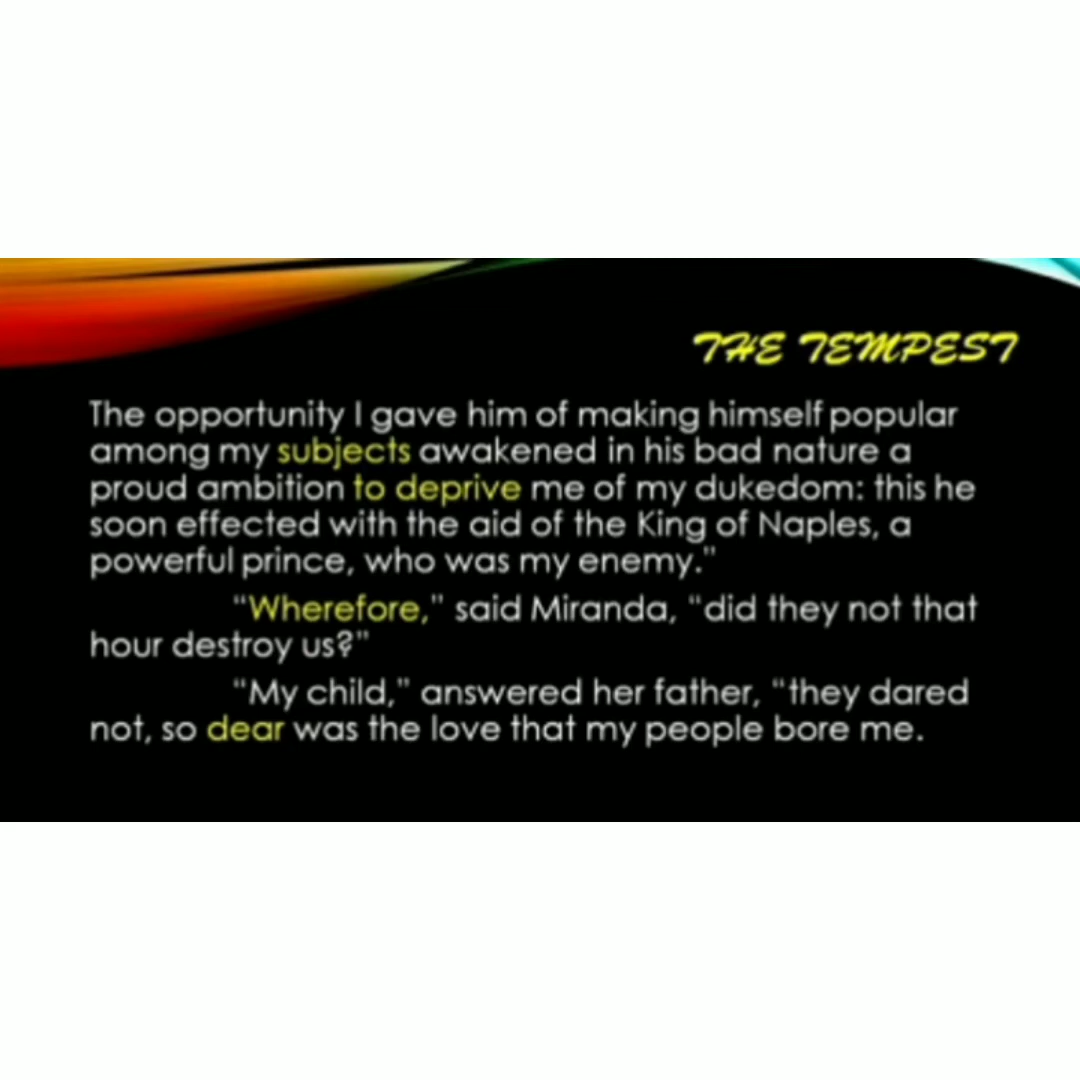 THE TEMPEST
The opportunity I gave him of making himself popular
among my subjects awakened in his bad nature a
proud ambition to deprive me of my dukedom: this he
soon effected with the aid of the King of Naples, a
powerful prince, who was my enemy."
“Wherefore,” said Miranda, “did they not that
hour destroy us?”
“My child,” answered her father, “they dared
not, so dear was the love that my people bore me.